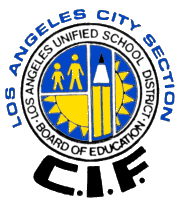 LOS ANGELES CITY SECTION
LOS ANGELES UNIFIED SCHOOL DISTRICT
BOARD OF EDUCATION
C.I.F.